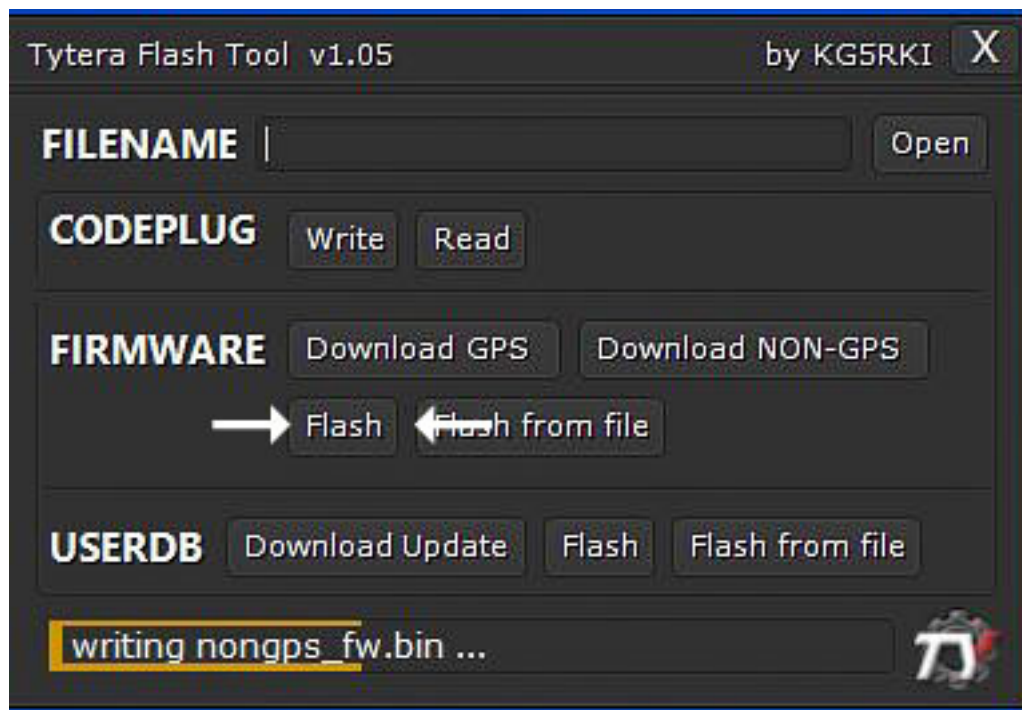 Tytera Flash Tool v1.05 by KG5RKI X
FILENAME Open
CODEPLUG Write Read
FIRMWARE Download GPS Download NON-GPS
Flash Flash from file
USERDB Download Update Flash Flash from file
writing nongps_fw.bin ...